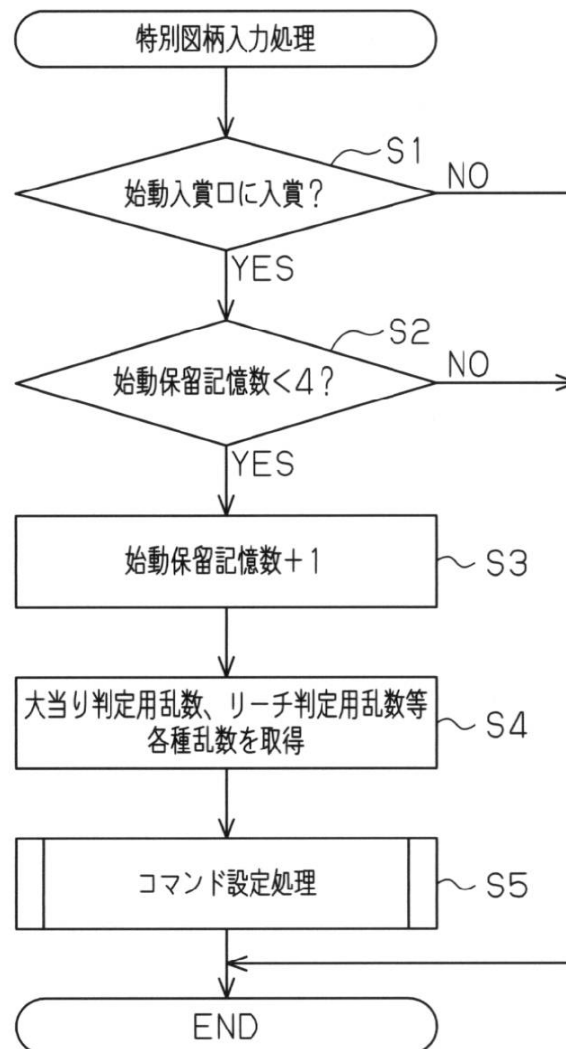 特別図柄入力処理
S1
始動入賞口に入賞?
NO
YES
S2
始動保留記憶数<4?
NO
YES
始動保留記憶数+1
S3
大当り判定用乱数、リーチ判定用乱数等
各種乱数を取得
S4
コマンド設定処理
S5
END